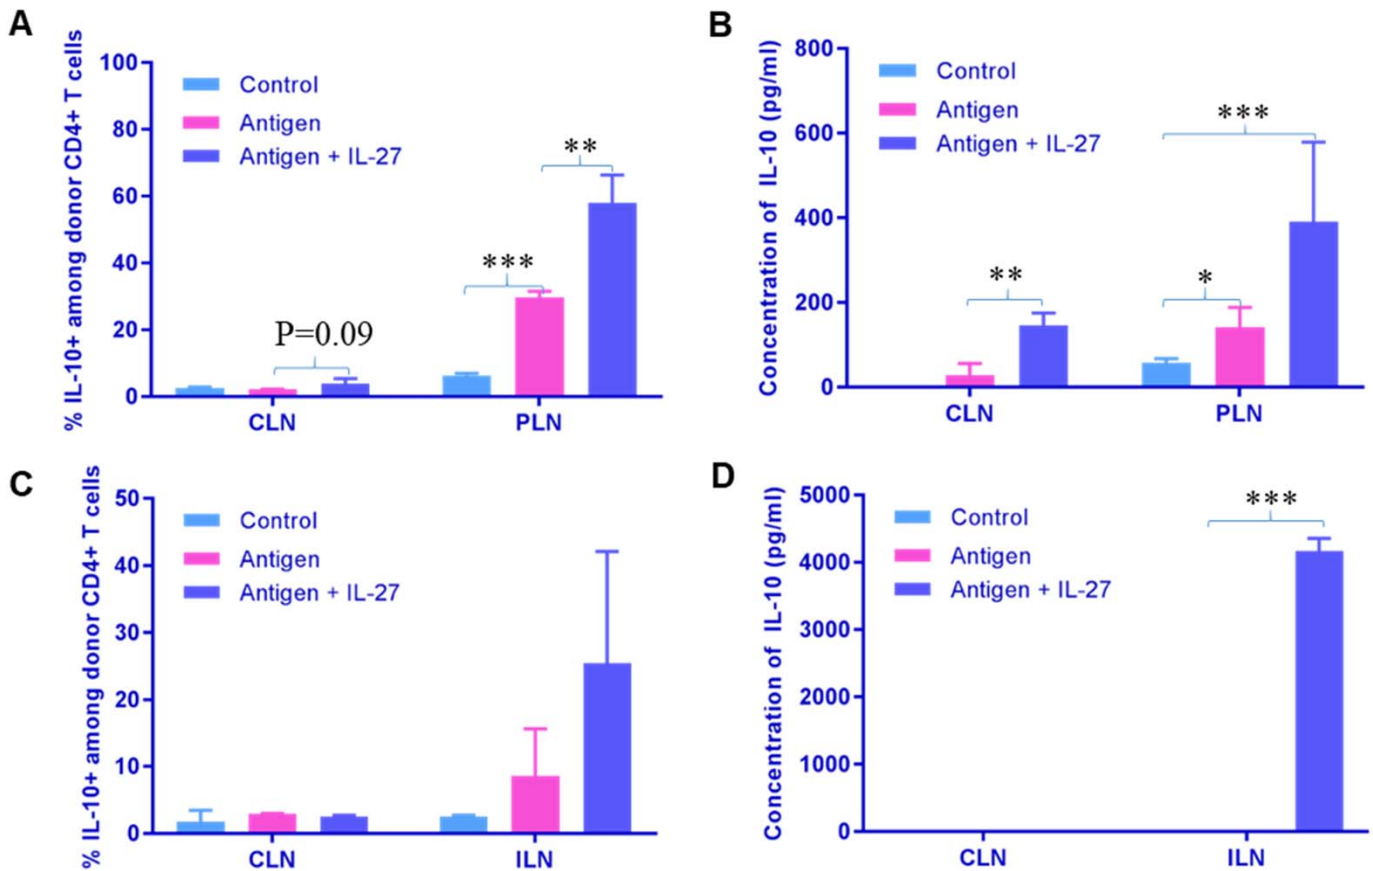 A
% IL-10+ among donor CD4+ T cells
100
80
60
40
20
0
Control
Antigen
Antigen + IL-27
P=0.09
***
**
CLN
PLN
B
Concentration of IL-10 (pg/ml)
800
600
400
200
0
Control
Antigen
Antigen + IL-27
**
*
***
CLN
PLN
C
% IL-10+ among donor CD4+ T cells
50
40
30
20
10
0
Control
Antigen
Antigen + IL-27
CLN
ILN
D
Concentration of IL-10 (pg/ml)
5000
4000
3000
2000
1000
0
Control
Antigen
Antigen + IL-27
***
CLN
ILN